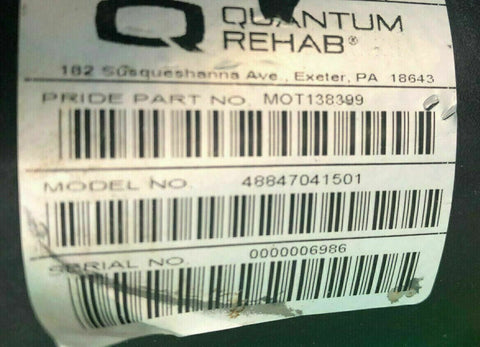 QUANTUM
REHAB®
182 Susquehanna Ave., Exeter, PA 18643
PRIDE PART NO. MOT138399
MODEL NO. 48847041501
SERIAL NO. 0000006986